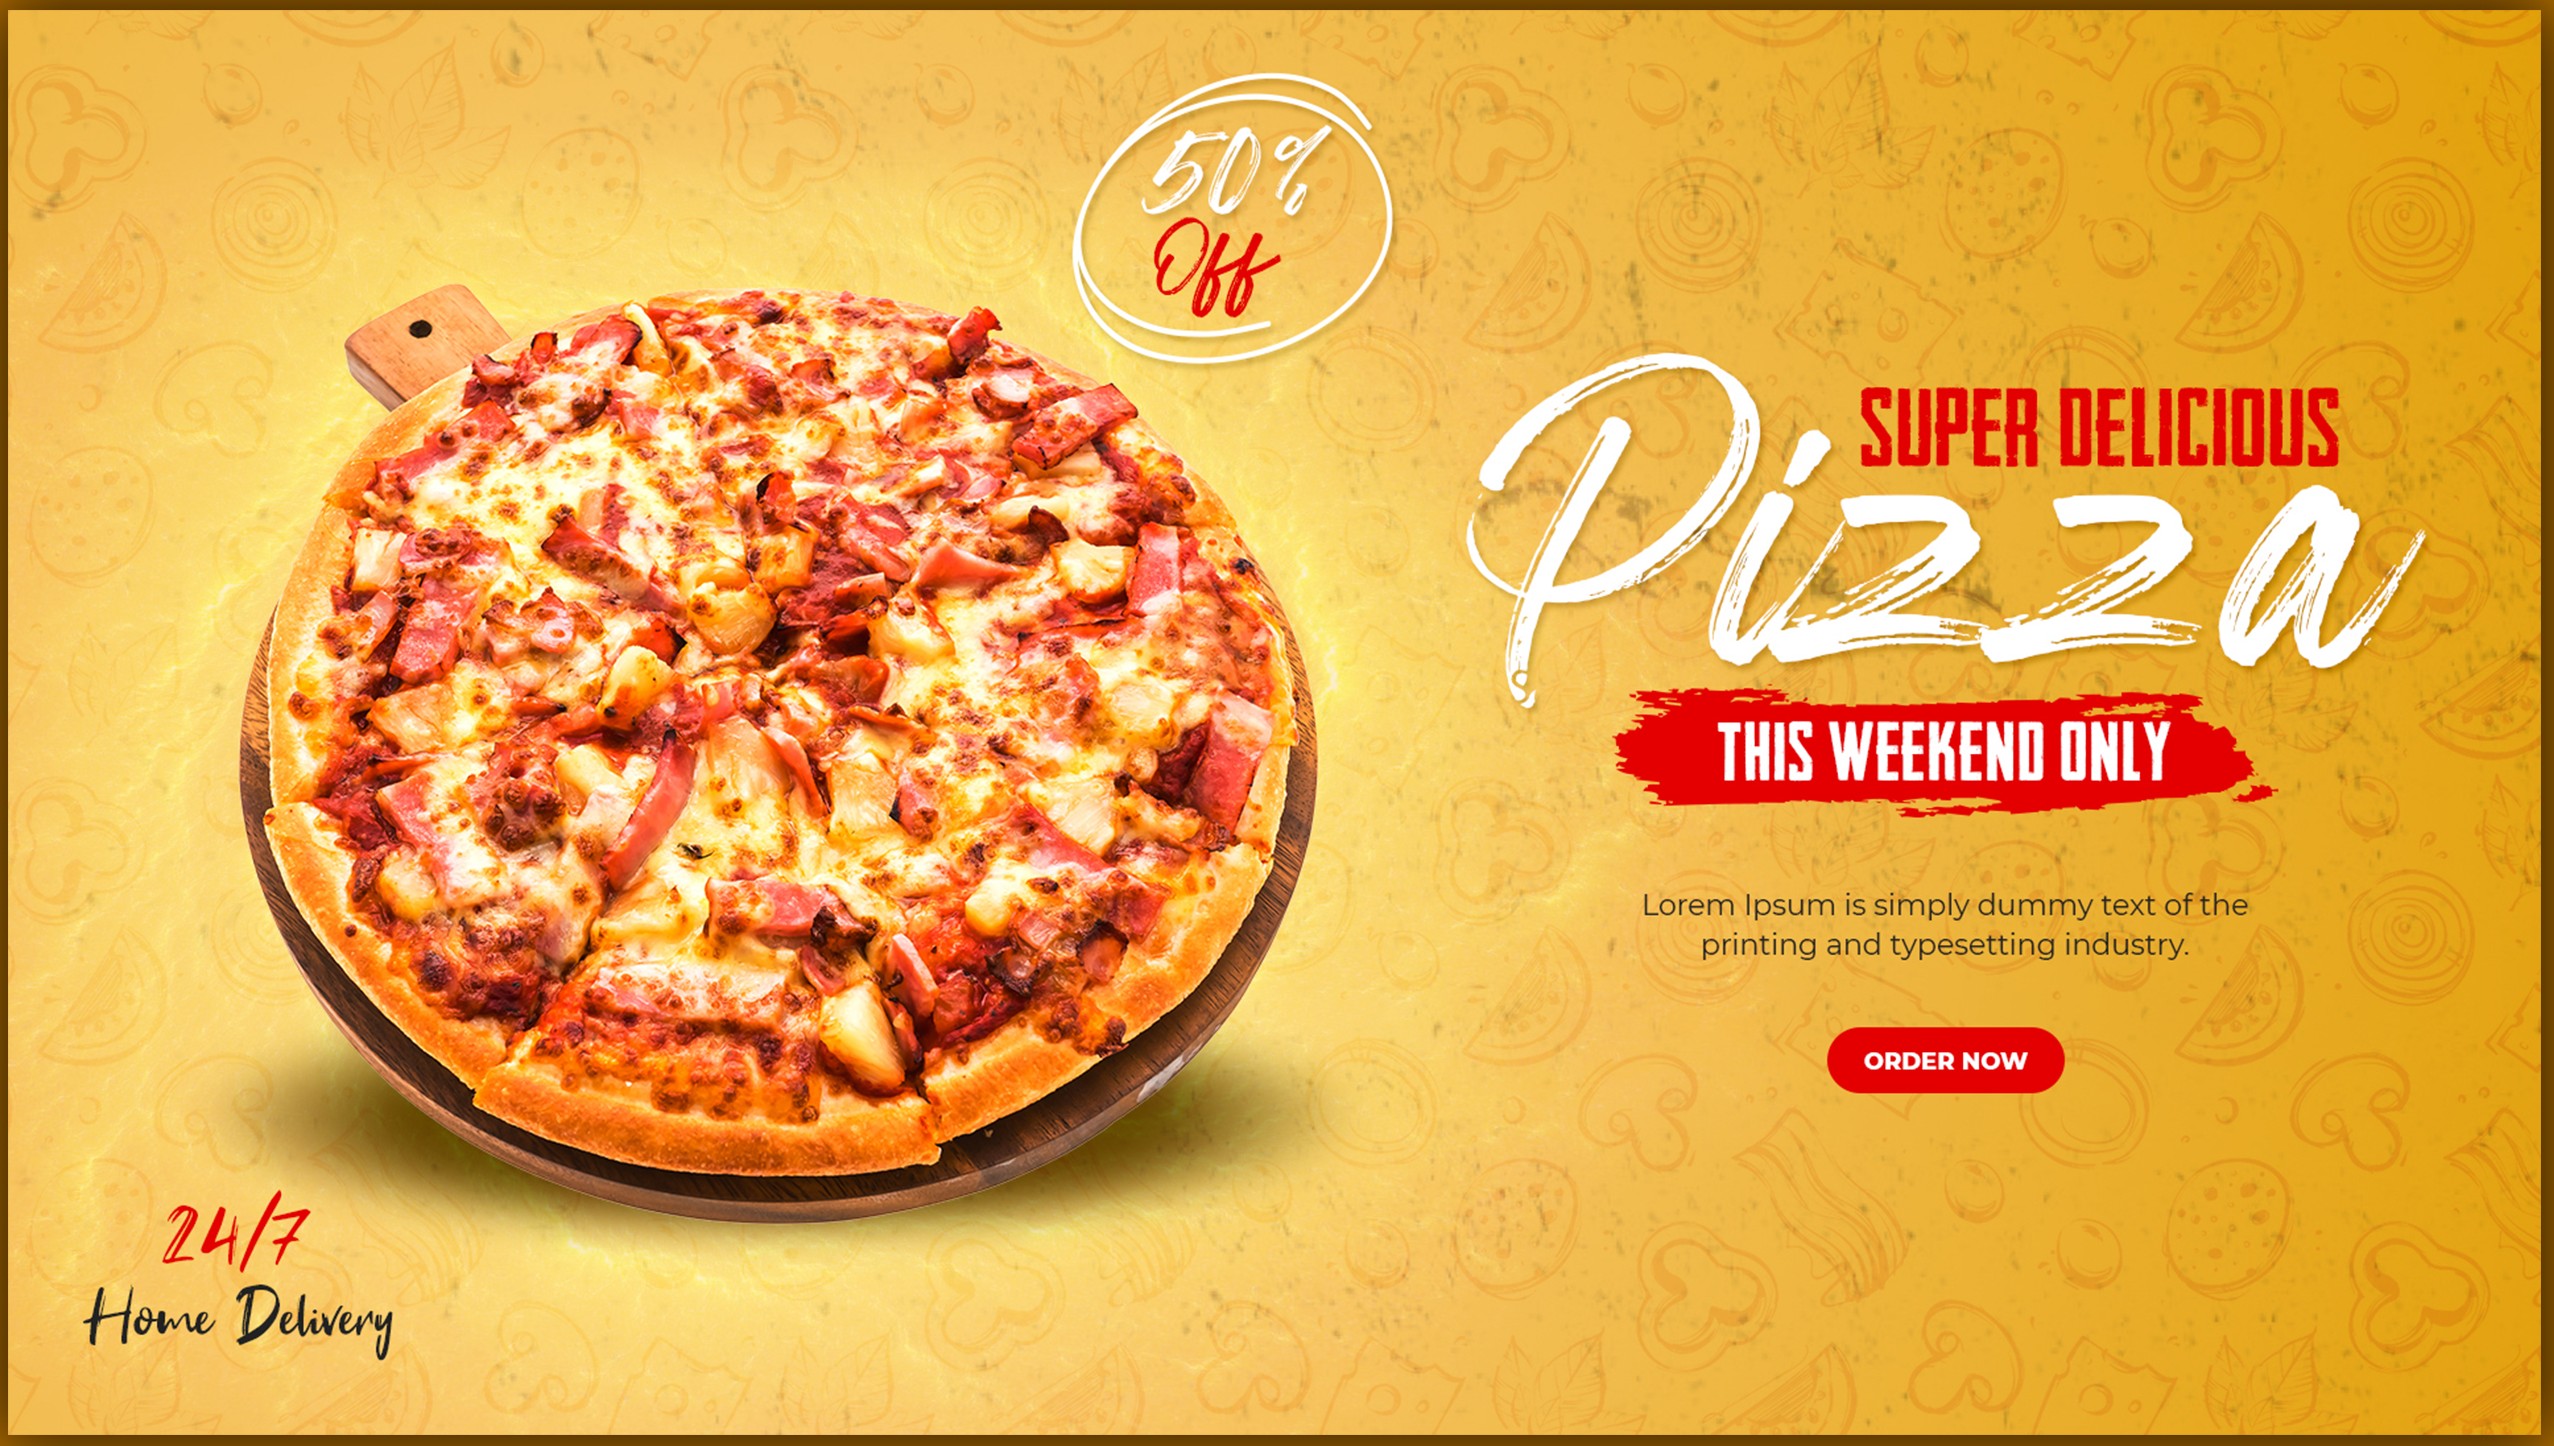 50%
Off
SUPER DELICIOUS
Pizza
THIS WEEKEND ONLY
Lorem Ipsum is simply dummy text of the
printing and typesetting industry.
ORDER NOW
24/7
Home Delivery